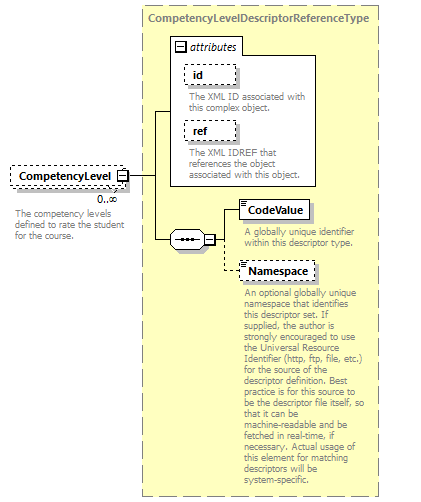 CompetencyLevelDescriptorReferenceType
attributes
id
The XML ID associated with
this complex object.
ref
The XML IDREF that
references the object
associated with this object.
CompetencyLevel
0..∞
The competency levels
defined to rate the student
for the course.
CodeValue
A globally unique identifier
within this descriptor type.
Namespace
An optional globally unique
namespace that identifies
this descriptor set. If
supplied, the author is
strongly encouraged to use
the Universal Resource
Identifier (http, ftp, file, etc.)
for the source of the
descriptor definition. Best
practice is for this source to
be the descriptor file itself, so
that it can be
machine-readable and be
fetched in real-time, if
necessary. Actual usage of
this element for matching
descriptors will be
system-specific.